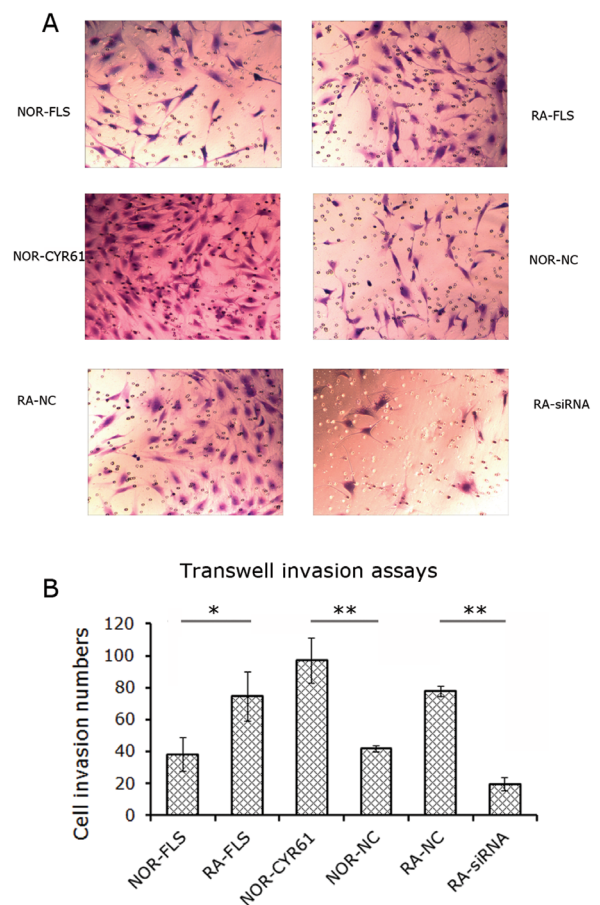 A
NOR-FLS
RA-FLS
NOR-CYR61
NOR-NC
RA-NC
RA-siRNA
Transwell invasion assays
B
* ** **
Cell invasion numbers
120
100
80
60
40
20
0
NOR-FLS
RA-FLS
NOR-CYR61
NOR-NC
RA-NC
RA-siRNA